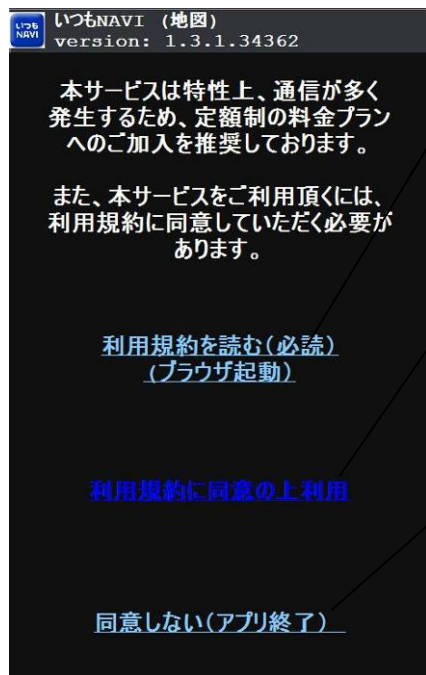 いつも
NAVI
いつもNAVI (地図)
version: 1.3.1.34362
本サービスは特性上、通信が多く
発生するため、定額制の料金プラン
へのご加入を推奨しております。
また、本サービスをご利用頂くには、
利用規約に同意していただく必要が
あります。
利用規約を読む(必読)
(ブラウザ起動)
利用規約に同意の上利用
同意しない(アプリ終了)